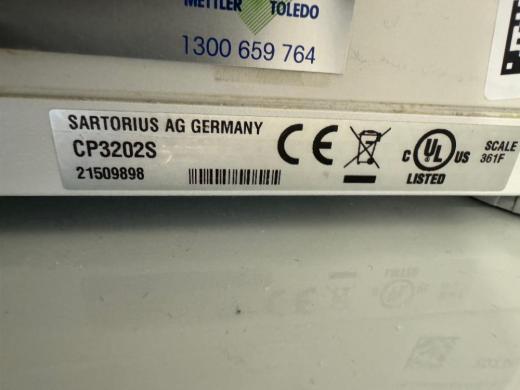 METTLER TOLEDO
1300 659 764
SARTORIUS AG GERMANY
CP3202S
21509898
CE
C UL US
LISTED
SCALE
361F